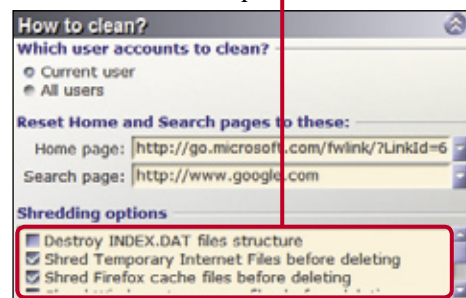 How to clean?
Which user accounts to clean?
Current user
All users
Reset Home and Search pages to these:
Home page: http://go.microsoft.com/fwlink/?LinkId=6
Search page: http://www.google.com
Shredding options
Destroy INDEX.DAT files structure
Shred Temporary Internet Files before deleting
Shred Firefox cache files before deleting